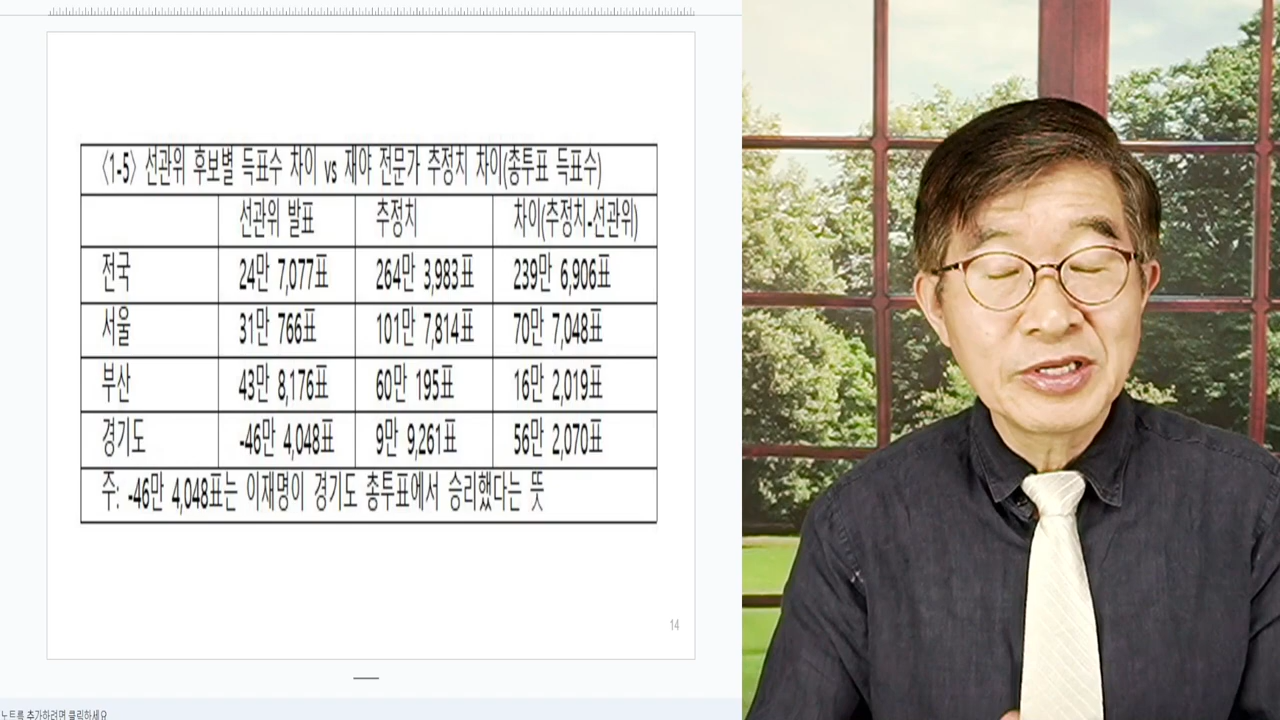 〈1-5〉 선관위 후보별 득표수 차이 vs 재야 전문가 추정치 차이(총투표 득표수)
선관위 발표 추정치 차이(추정치-선관위)
전국 24만 7,077표 264만 3,983표 239만 6,906표
서울 31만 766표 101만 7,814표 70만 7,048표
부산 43만 8,176표 60만 195표 16만 2,019표
경기도 -46만 4,048표 9만 9,261표 56만 2,070표
주: -46만 4,048표는 이재명이 경기도 총투표에서 승리했다는 뜻
14
노트를 추가하려면 클릭하세요